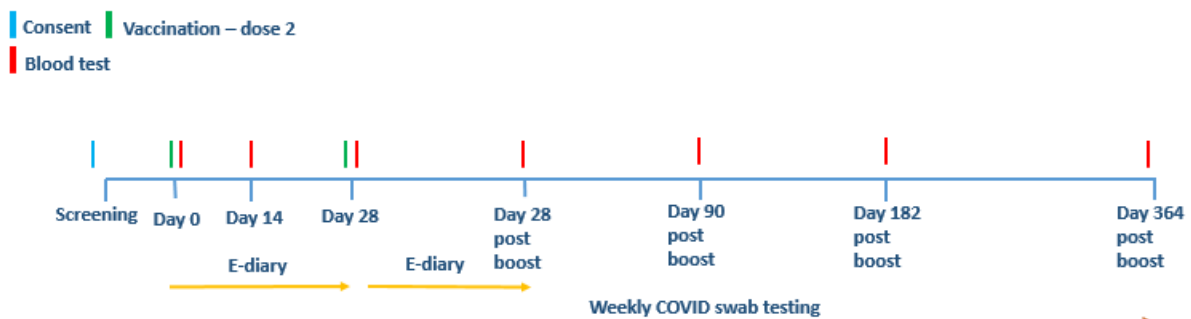 Consent
Vaccination – dose 2
Blood test
Screening
Day 0
Day 14
Day 28
Day 28
post
boost
Day 90
post
boost
Day 182
post
boost
Day 364
post
boost
E-diary
E-diary
Weekly COVID swab testing